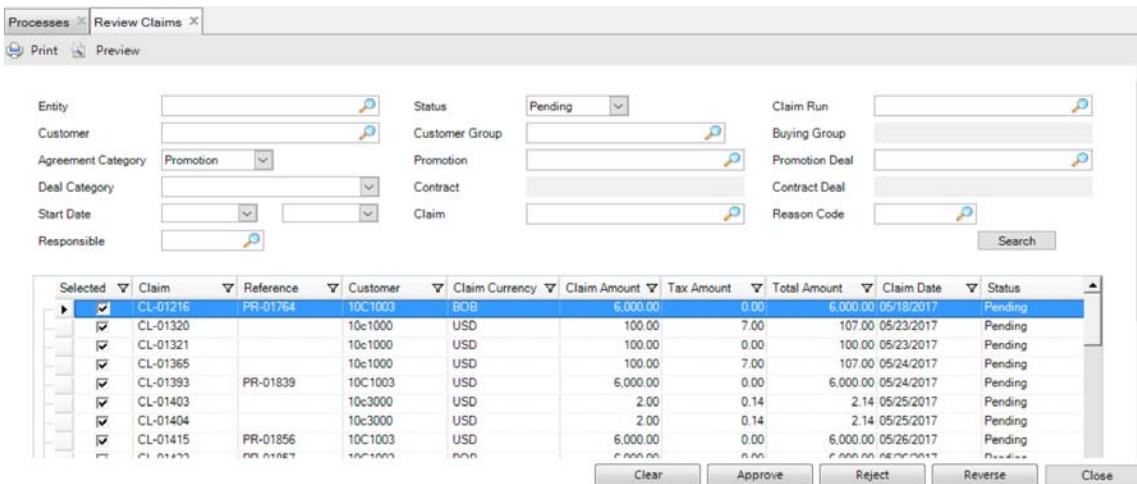 Processes Review Claims
Print Preview
Entity Status Pending Claim Run
Customer Customer Group Buying Group
Agreement Category Promotion Promotion Promotion Deal
Deal Category Contract Contract Deal
Start Date Claim Reason Code
Responsible Search
Selected Claim Reference Customer Claim Currency Claim Amount Tax Amount Total Amount Claim Date Status
CL-01216 PR-01764 10C1003 BOB 6,000.00 0.00 6,000.00 05/18/2017 Pending
CL-01320 10c1000 USD 100.00 7.00 107.00 05/23/2017 Pending
CL-01321 10c1000 USD 100.00 0.00 100.00 05/23/2017 Pending
CL-01365 10c1000 USD 100.00 7.00 107.00 05/24/2017 Pending
CL-01393 PR-01839 10C1003 USD 6,000.00 0.00 6,000.00 05/24/2017 Pending
CL-01403 10c3000 USD 2.00 0.14 2.14 05/25/2017 Pending
CL-01404 10c3000 USD 2.00 0.14 2.14 05/25/2017 Pending
CL-01415 PR-01856 10C1003 USD 6,000.00 0.00 6,000.00 05/26/2017 Pending
Clear Approve Reject Reverse Close